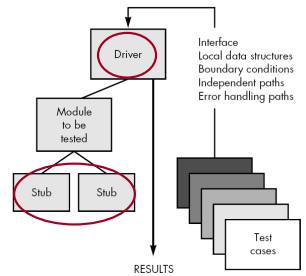 Driver
Interface
Local data structures
Boundary conditions
Independent paths
Error handling paths
Module
to be
tested
Stub
Stub
Test
cases
RESULTS